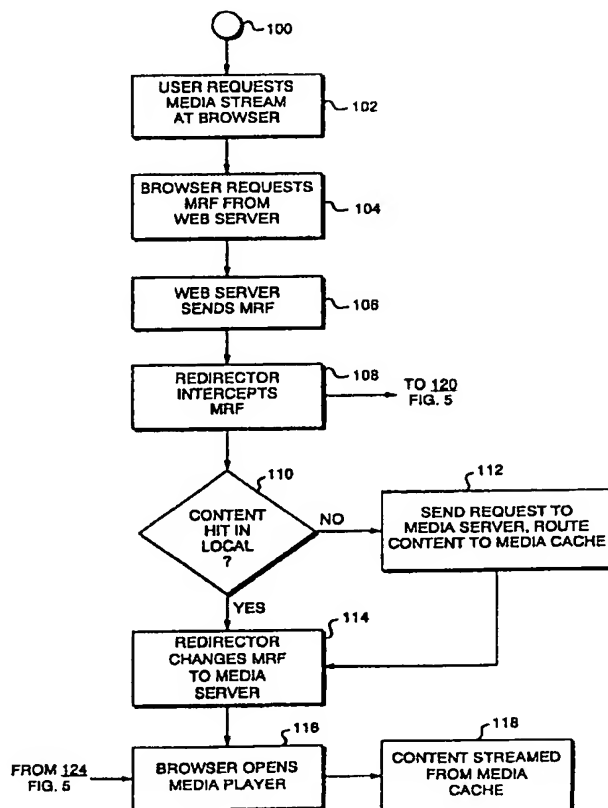 100
USER REQUESTS
MEDIA STREAM
AT BROWSER
102
BROWSER REQUESTS
MRF FROM
WEB SERVER
104
WEB SERVER
SENDS MRF
106
108
REDIRECTOR
INTERCEPTS
MRF
TO 120
FIG. 5
110
CONTENT
HIT IN
LOCAL
?
NO
YES
112
SEND REQUEST TO
MEDIA SERVER, ROUTE
CONTENT TO MEDIA CACHE
114
REDIRECTOR
CHANGES MRF
TO MEDIA
SERVER
FROM 124
FIG. 5
116
BROWSER OPENS
MEDIA PLAYER
118
CONTENT STREAMED
FROM MEDIA
CACHE